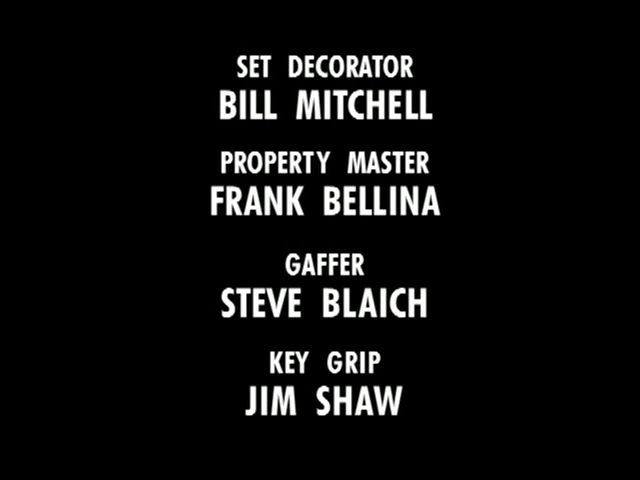 SET DECORATOR
BILL MITCHELL
PROPERTY MASTER
FRANK BELLINA
GAFFER
STEVE BLAICH
KEY GRIP
JIM SHAW